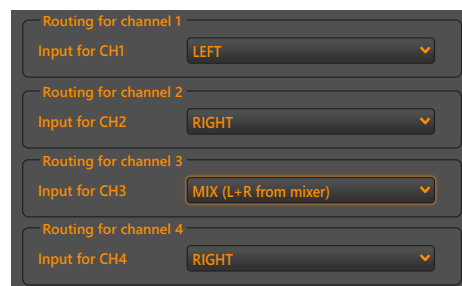 Routing for channel 1
Input for CH1 LEFT
Routing for channel 2
Input for CH2 RIGHT
Routing for channel 3
Input for CH3 MIX (L+R from mixer)
Routing for channel 4
Input for CH4 RIGHT